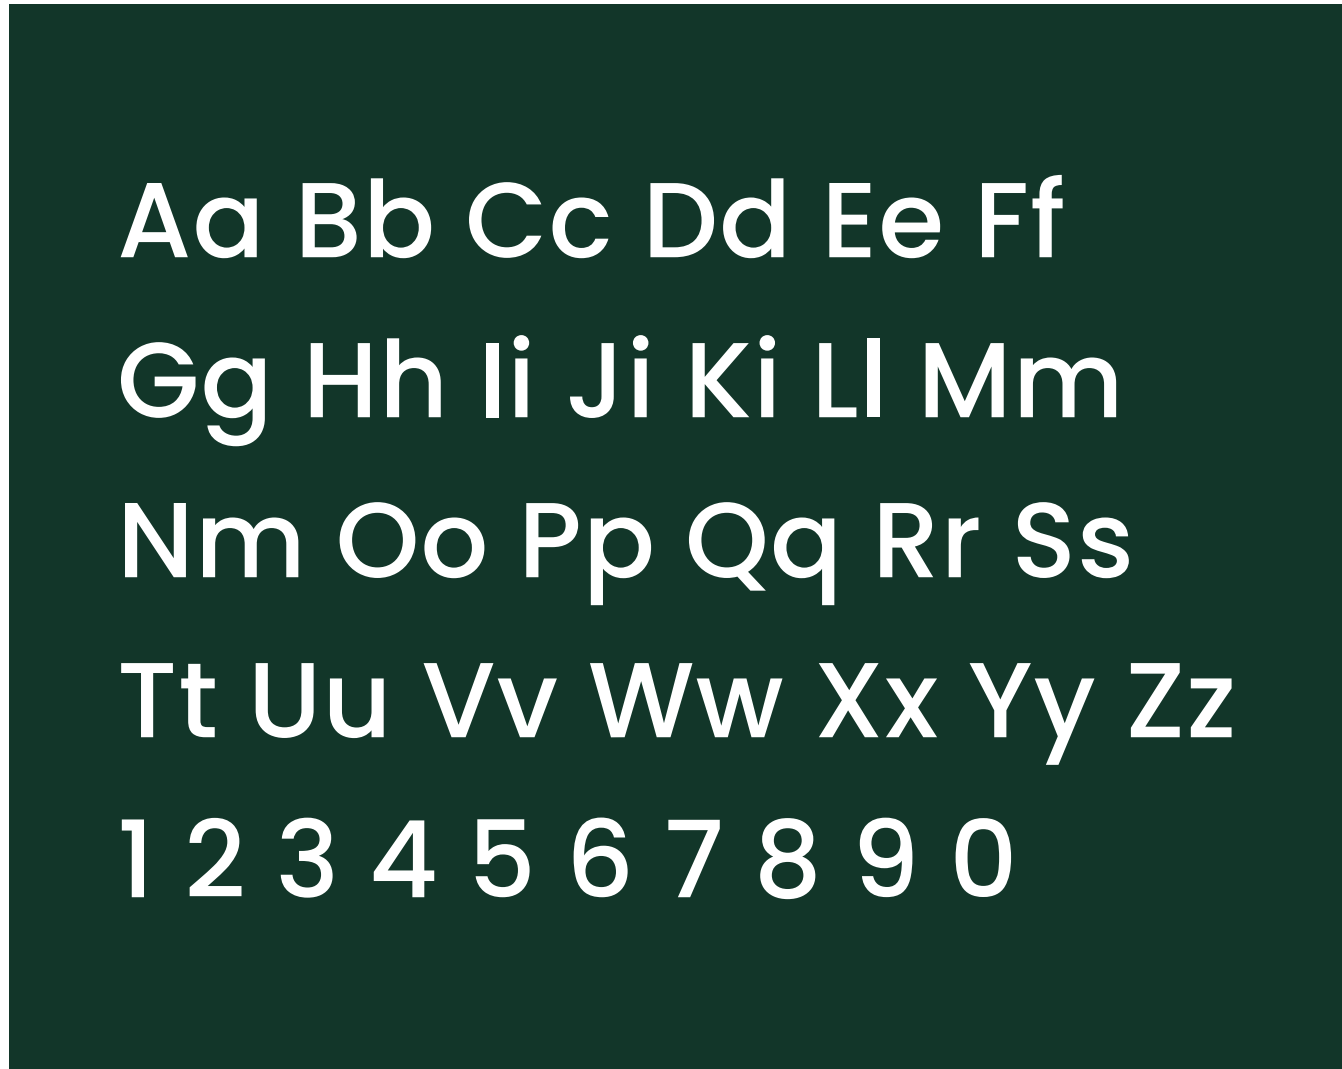 Aa Bb Cc Dd Ee Ff
Gg Hh Ii Ji Ki Ll Mm
Nm Oo Pp Qq Rr Ss
Tt Uu Vv Ww Xx Yy Zz
1 2 3 4 5 6 7 8 9 0